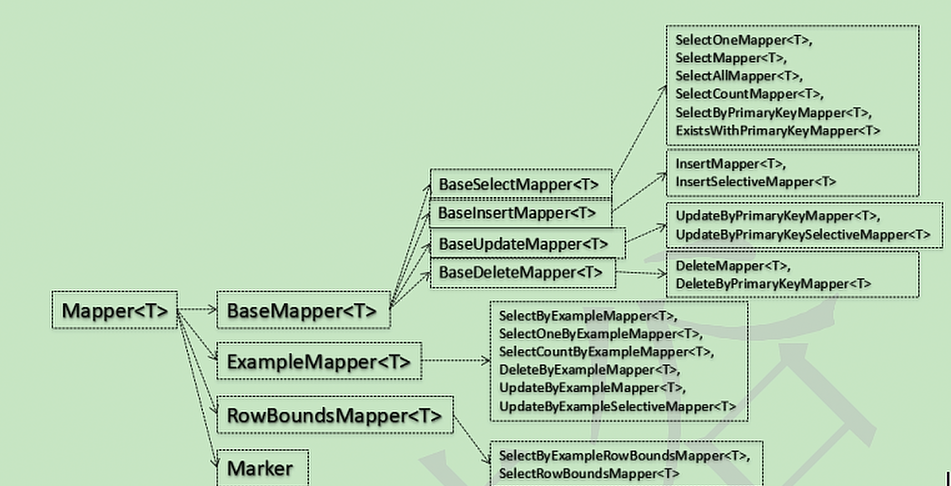 SelectOneMapper<T>,
SelectMapper<T>,
SelectAllMapper<T>,
SelectCountMapper<T>,
SelectByPrimaryKeyMapper<T>,
ExistsWithPrimaryKeyMapper<T>
InsertMapper<T>,
InsertSelectiveMapper<T>
UpdateByPrimaryKeyMapper<T>,
UpdateByPrimaryKeySelectiveMapper<T>
DeleteMapper<T>,
DeleteByPrimaryKeyMapper<T>
BaseSelectMapper<T>
BaseInsertMapper<T>
BaseUpdateMapper<T>
BaseDeleteMapper<T>
Mapper<T>
BaseMapper<T>
ExampleMapper<T>
RowBoundsMapper<T>
Marker
SelectByExampleMapper<T>,
SelectOneByExampleMapper<T>,
SelectCountByExampleMapper<T>,
DeleteByExampleMapper<T>,
UpdateByExampleMapper<T>,
UpdateByExampleSelectiveMapper<T>
SelectByExampleRowBoundsMapper<T>,
SelectRowBoundsMapper<T>